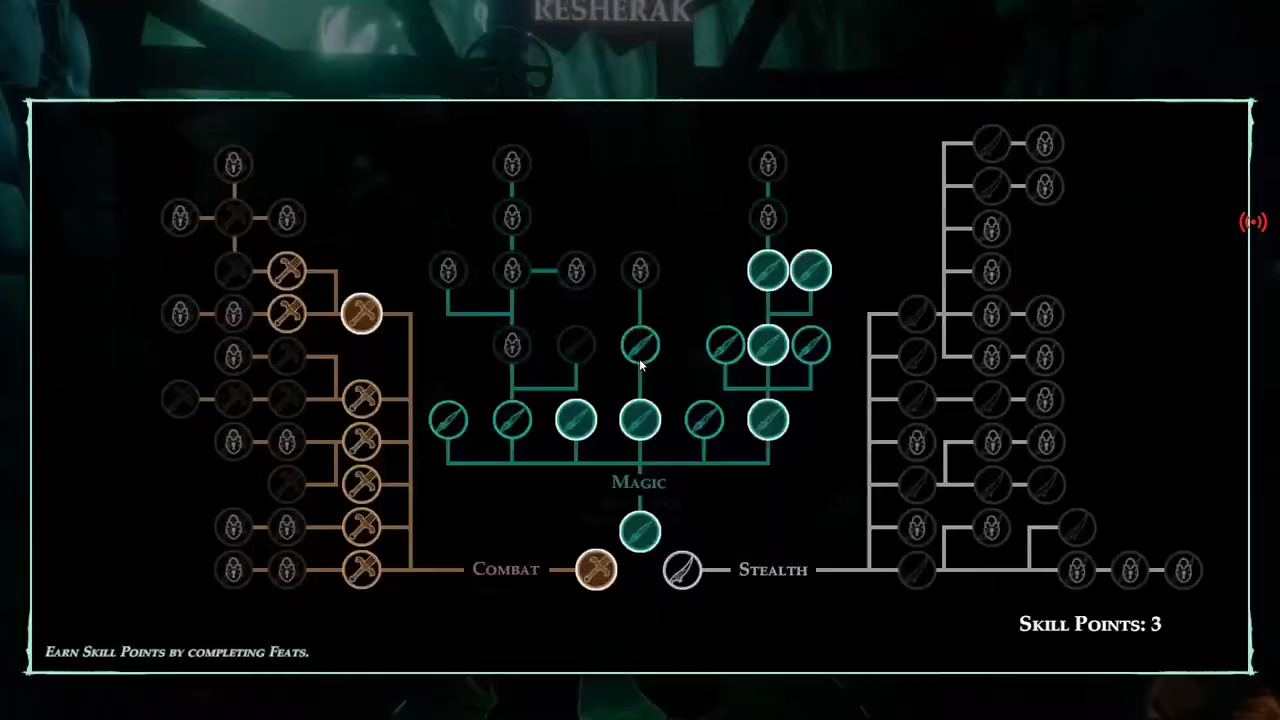 RESHERAK
MAGIC
COMBAT
STEALTH
SKILL POINTS: 3
EARN SKILL POINTS BY COMPLETING FEATS.